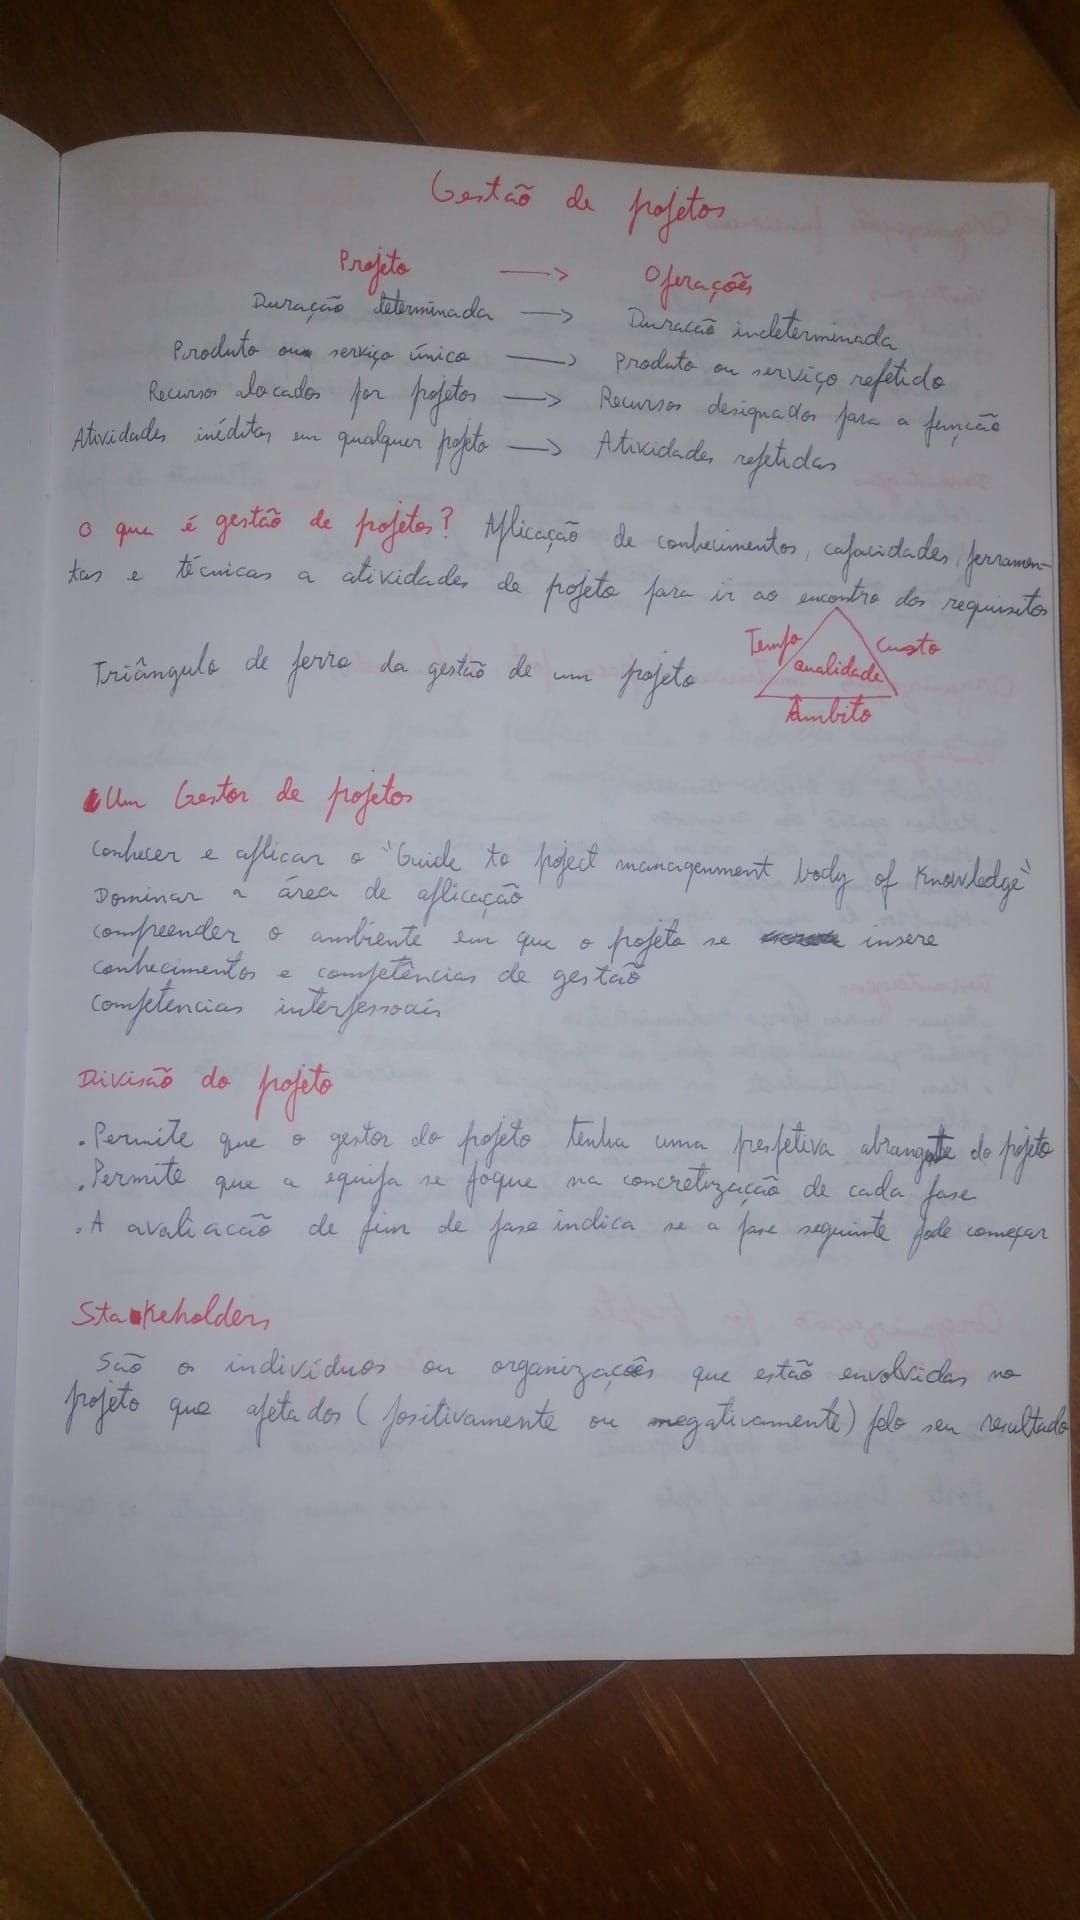 Gestão de projetos
Projeto → Operações
Duração determinada → Duração indeterminada
Produto ou serviço único → Produto ou serviço repetido
Recursos alocados por projetos → Recursos designados para a função
Atividades inéditas em qualquer projeto → Atividades repetidas
O que é gestão de projetos? Aplicação de conhecimentos, capacidades, ferramen-
tas e técnicas a atividades de projeto para ir ao encontro dos requisitos
Triângulo de ferro da gestão de um projeto
Tempo Custo
qualidade
Âmbito
Um Gestor de projetos
Conhecer e aplicar o "Guide to poject management body of Knowledge"
Dominar a área de aplicação
compreender o ambiente em que o projeto se insere
conhecimentos e competências de gestão
competencias interpessoais
Divisão do projeto
. Permite que o gestor do projeto tenha uma perspetiva abrangente do projeto
. Permite que a equipa se foque na concretização de cada fase
. A avaliacão de fim de fase indica se a fase seguinte pode começar
Stakeholders
São os indivíduos ou organizações que estão envolvidas no
projeto que afetados (positivamente ou negativamente) pelo seu resultado